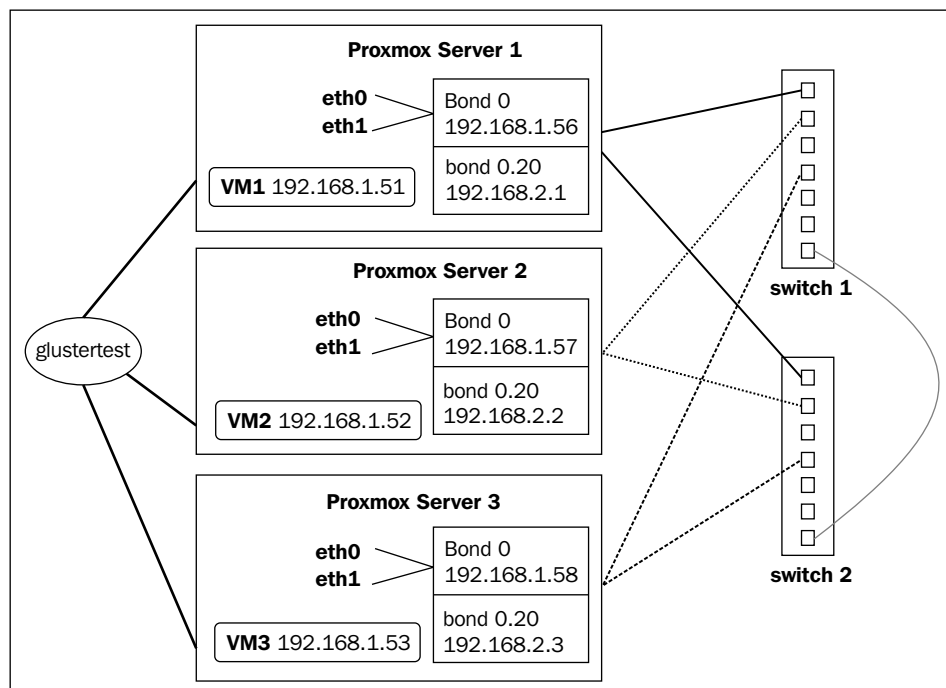 Proxmox Server 1
eth0
eth1
Bond 0
192.168.1.56
bond 0.20
192.168.2.1
VM1 192.168.1.51
switch 1
Proxmox Server 2
eth0
eth1
Bond 0
192.168.1.57
bond 0.20
192.168.2.2
VM2 192.168.1.52
glustertest
Proxmox Server 3
eth0
eth1
Bond 0
192.168.1.58
bond 0.20
192.168.2.3
VM3 192.168.1.53
switch 2